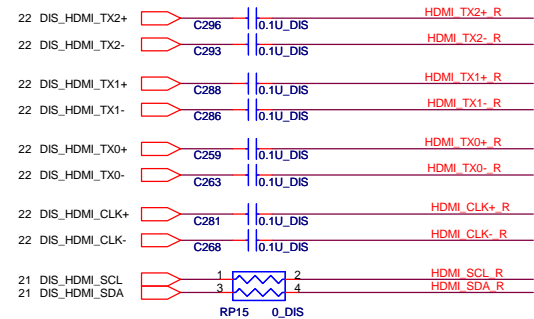 22 DIS_HDMI_TX2+ C296 0.1U_DIS HDMI_TX2+_R
22 DIS_HDMI_TX2- C293 0.1U_DIS HDMI_TX2-_R
22 DIS_HDMI_TX1+ C288 0.1U_DIS HDMI_TX1+_R
22 DIS_HDMI_TX1- C286 0.1U_DIS HDMI_TX1-_R
22 DIS_HDMI_TX0+ C259 0.1U_DIS HDMI_TX0+_R
22 DIS_HDMI_TX0- C263 0.1U_DIS HDMI_TX0-_R
22 DIS_HDMI_CLK+ C281 0.1U_DIS HDMI_CLK+_R
22 DIS_HDMI_CLK- C268 0.1U_DIS HDMI_CLK-_R
21 DIS_HDMI_SCL 1 2 HDMI_SCL_R
21 DIS_HDMI_SDA 3 4 HDMI_SDA_R
RP15 0_DIS